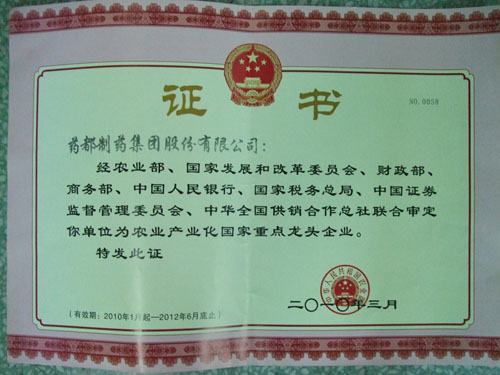 证书
NO.0058
药都制药集团股份有限公司：
经农业部、国家发展和改革委员会、财政部、
商务部、中国人民银行、国家税务总局、中国证券
监督管理委员会、中华全国供销合作总社联合审定
你单位为农业产业化国家重点龙头企业。
特发此证
二〇一〇年三月
（有效期：2010年1月起—2012年6月底止）